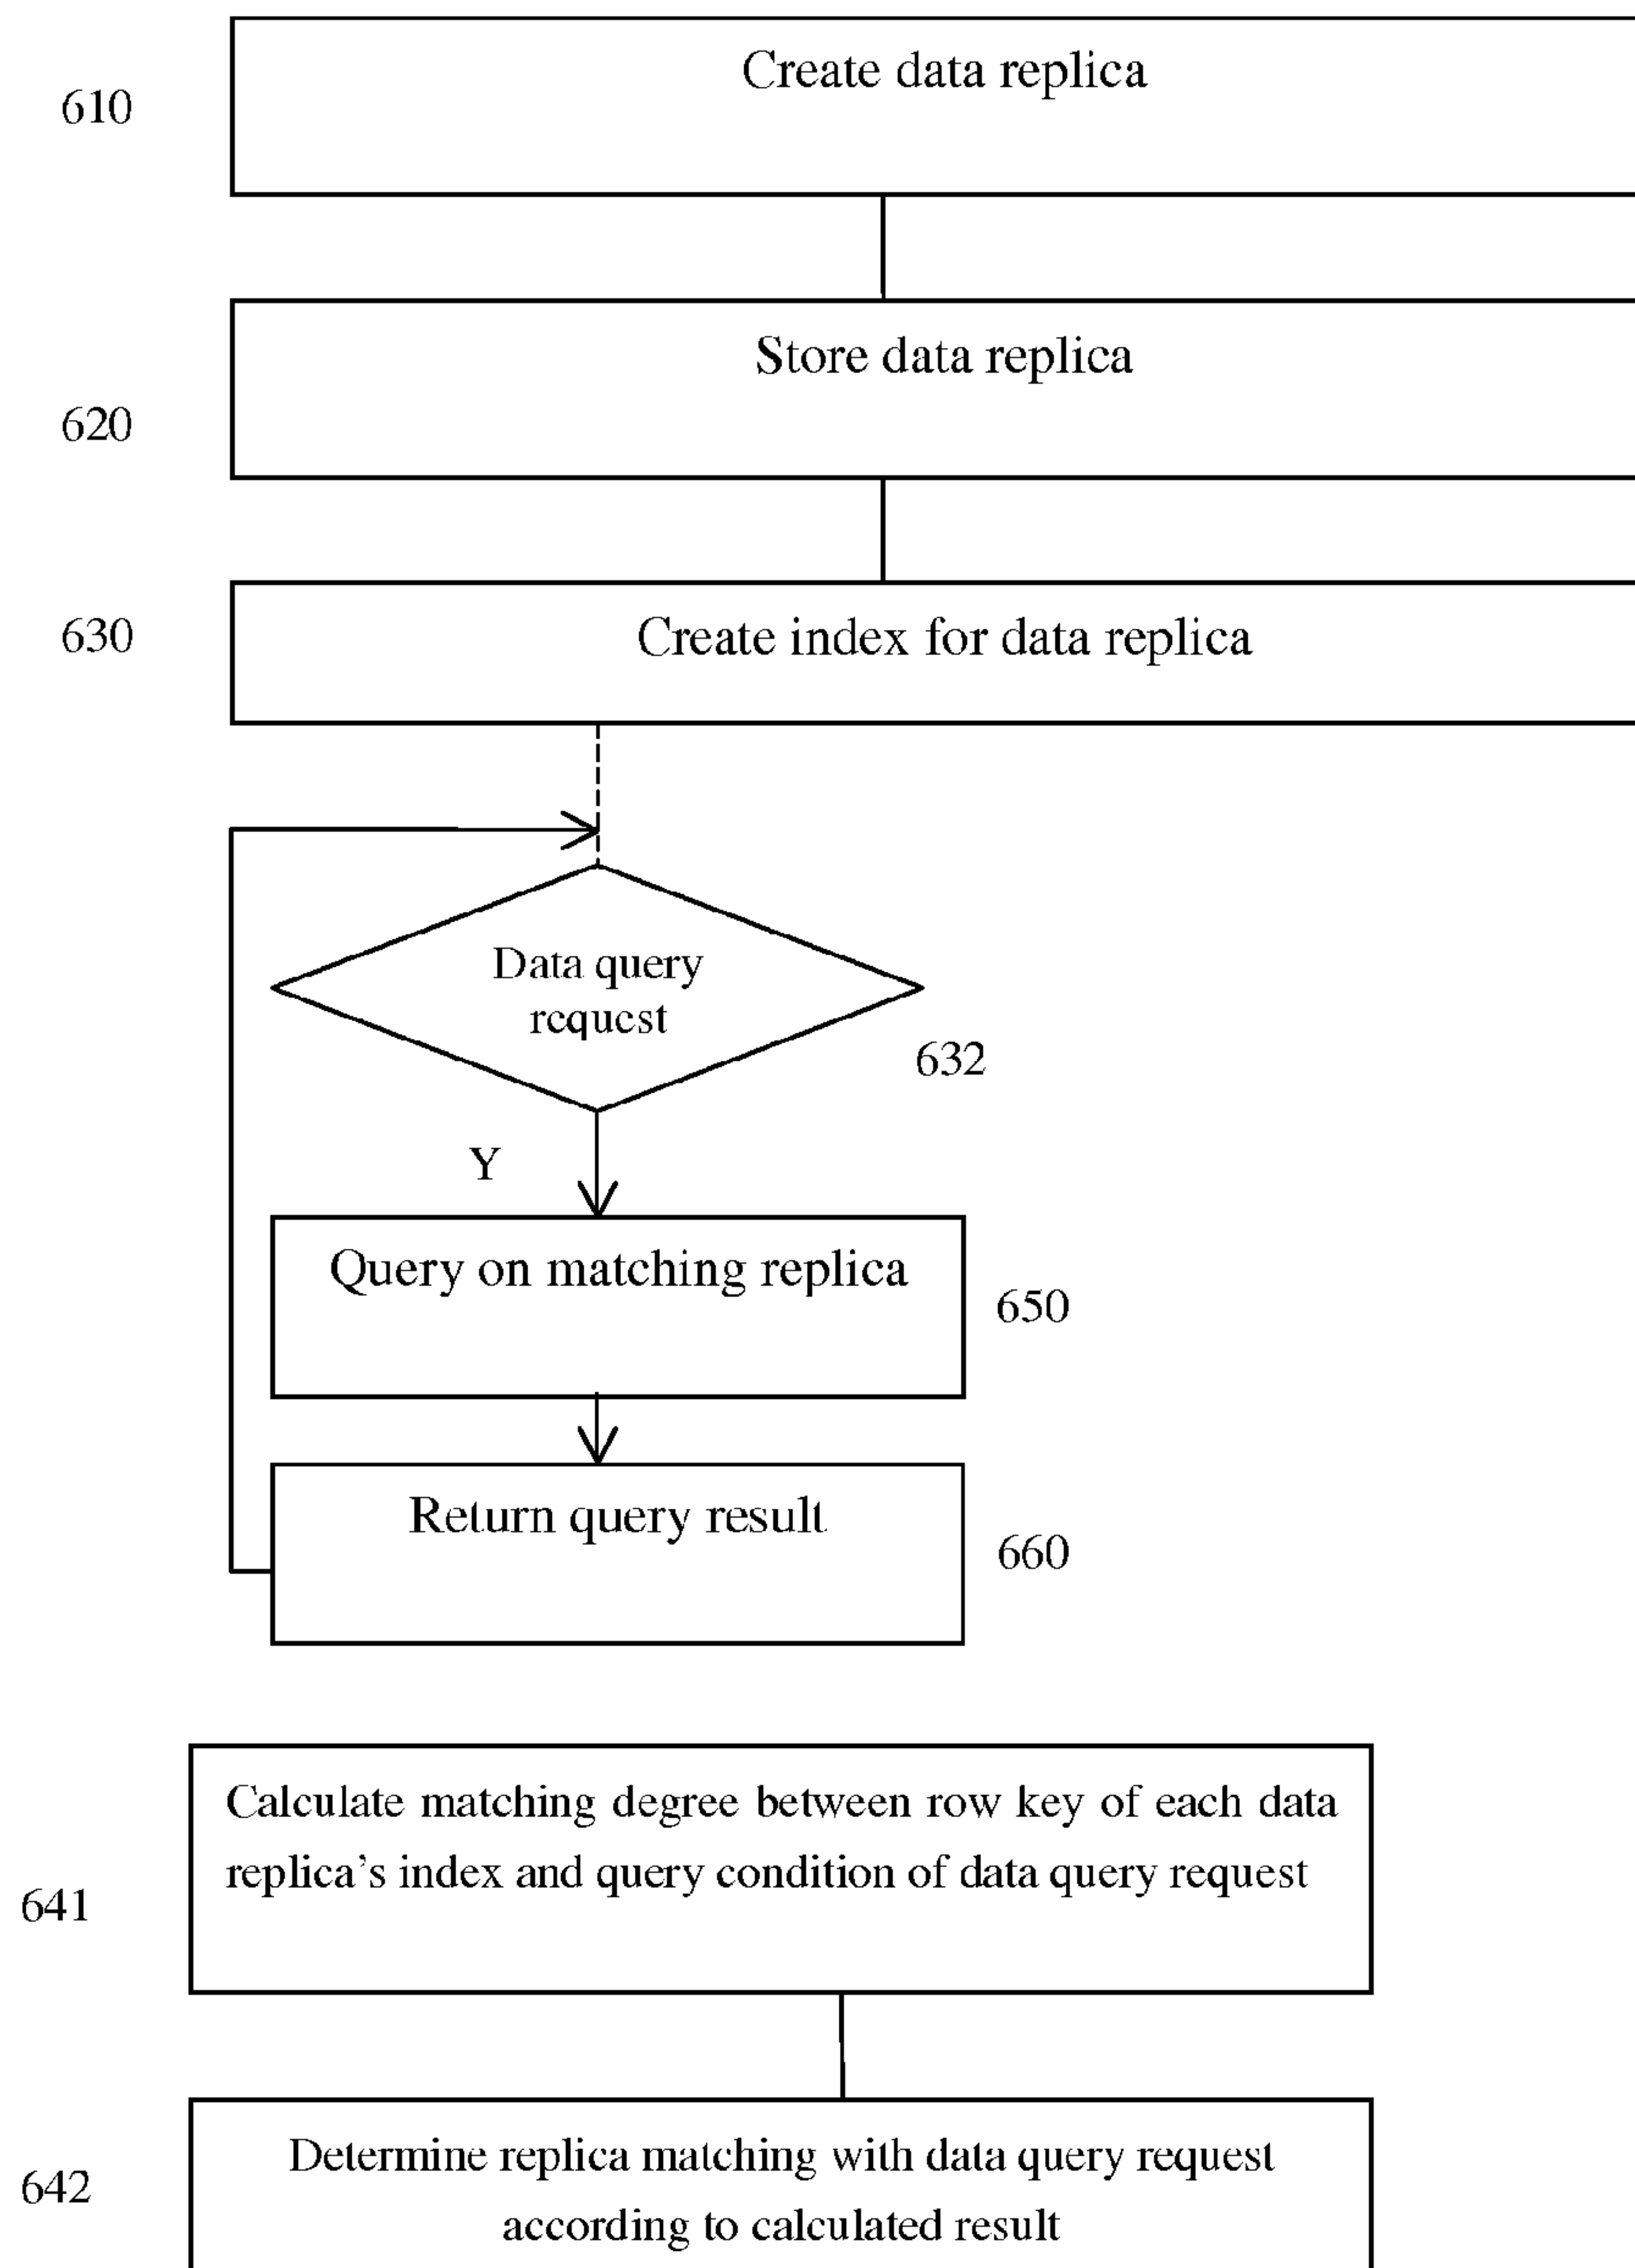 Create data replica
610
Store data replica
620
Create index for data replica
630
Data query
request
632
Y
Query on matching replica
650
Return query result
660
Calculate matching degree between row key of each data
replica's index and query condition of data query request
641
Determine replica matching with data query request
642
according to calculated result